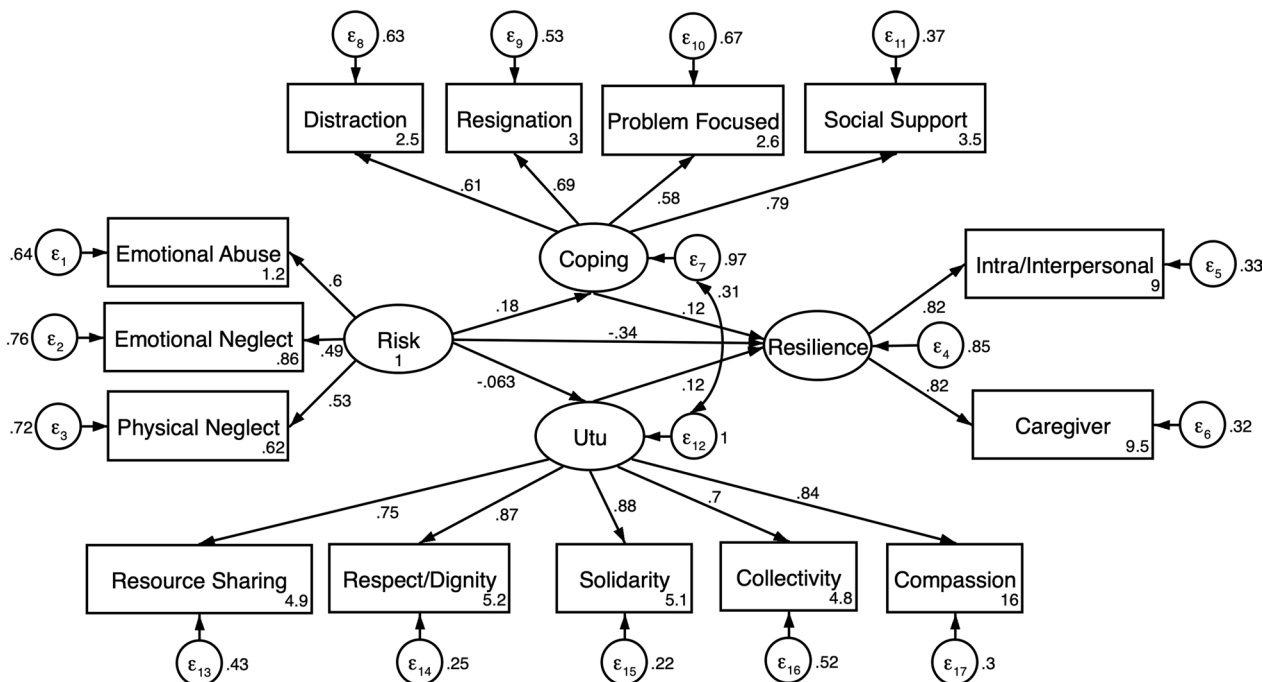 ε8 .63
ε9 .53
ε10 .67
ε11 .37
Distraction
2.5
Resignation
3
Problem Focused
2.6
Social Support
3.5
.61
.69
.58
.79
.64 ε1
Emotional Abuse
1.2
Coping
ε7 .97
Intra/Interpersonal
9
ε5 .33
.6
.18
.31
.12
.82
.76 ε2
Emotional Neglect
.86
.49
Risk
1
-.34
Resilience
ε4 .85
.53
-.063
.12
.82
.72 ε3
Physical Neglect
.62
Utu
ε12 1
Caregiver
9.5
ε6 .32
.75
.87
.88
.7
.84
Resource Sharing
4.9
Respect/Dignity
5.2
Solidarity
5.1
Collectivity
4.8
Compassion
16
ε13 .43
ε14 .25
ε15 .22
ε16 .52
ε17 .3